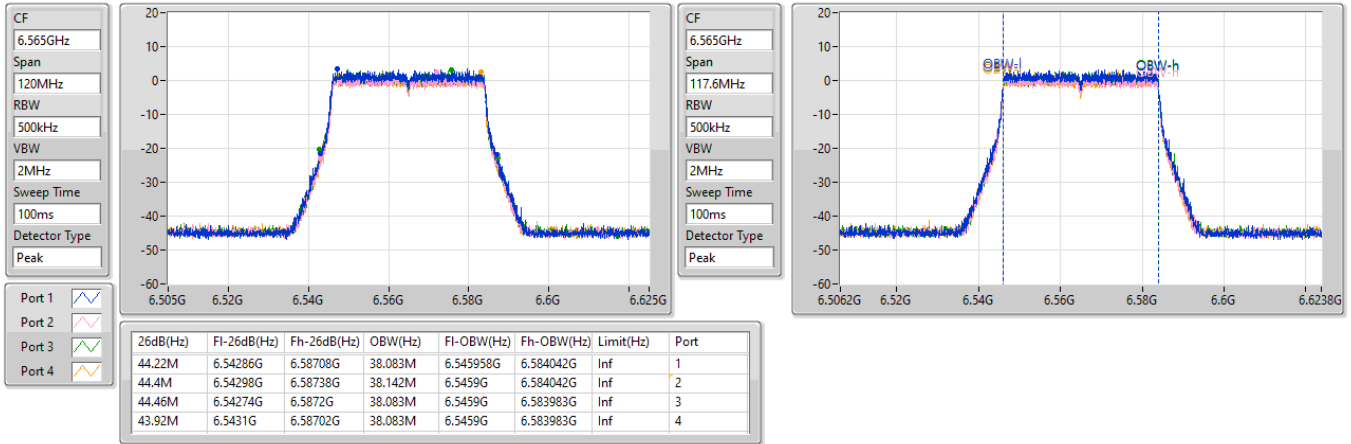 CF
6.565GHz
Span
120MHz
RBW
500kHz
VBW
2MHz
Sweep Time
100ms
Detector Type
Peak
20
10
0
-10
-20
-30
-40
-50
-60
6.505G 6.52G 6.54G 6.56G 6.58G 6.6G 6.625G
CF
6.565GHz
Span
117.6MHz
RBW
500kHz
VBW
2MHz
Sweep Time
100ms
Detector Type
Peak
20
10
0
-10
-20
-30
-40
-50
-60
OBW-l OBW-h
6.5062G 6.52G 6.54G 6.56G 6.58G 6.6G 6.6238G
Port 1
Port 2
Port 3
Port 4
26dB(Hz) Fl-26dB(Hz) Fh-26dB(Hz) OBW(Hz) Fl-OBW(Hz) Fh-OBW(Hz) Limit(Hz) Port
44.22M 6.54286G 6.58708G 38.083M 6.545958G 6.584042G Inf 1
44.4M 6.54298G 6.58738G 38.142M 6.5459G 6.584042G Inf 2
44.46M 6.54274G 6.5872G 38.083M 6.5459G 6.583983G Inf 3
43.92M 6.5431G 6.58702G 38.083M 6.5459G 6.583983G Inf 4